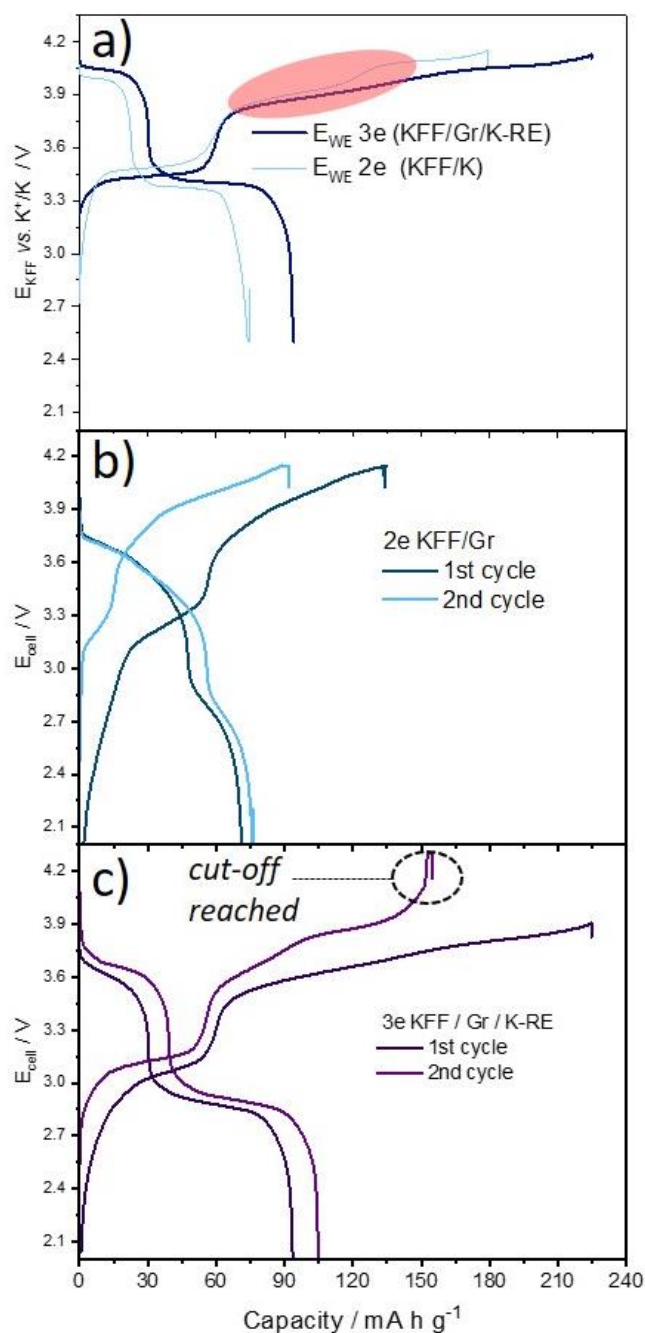 a)
4.2
3.9
3.6
3.3
3.0
2.7
2.4
2.1
E_KFF vs. K⁺/K / V
E_WE 3e (KFF/Gr/K-RE)
E_WE 2e (KFF/K)
b)
4.2
3.9
3.6
3.3
3.0
2.7
2.4
2.1
E_cell / V
2e KFF/Gr
1st cycle
2nd cycle
c)
4.2
3.9
3.6
3.3
3.0
2.7
2.4
2.1
E_cell / V
cut-off
reached
3e KFF / Gr / K-RE
1st cycle
2nd cycle
0 30 60 90 120 150 180 210 240
Capacity / mA h g⁻¹